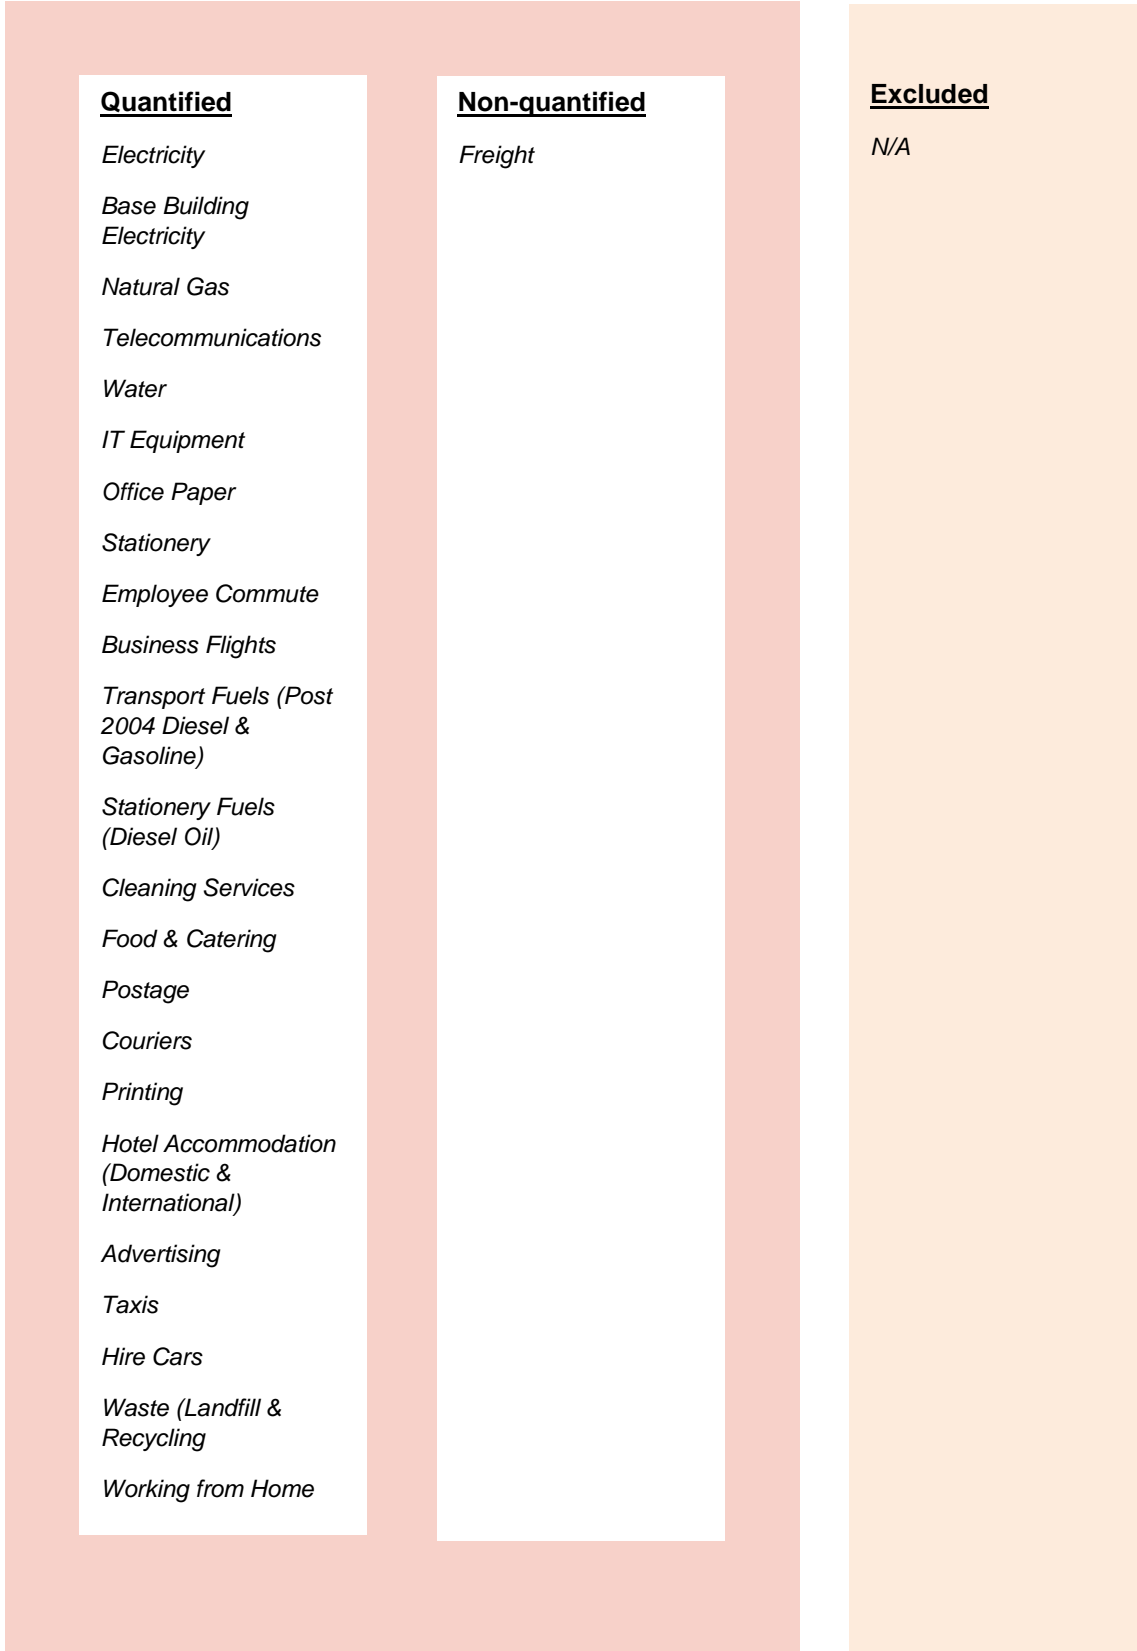 Quantified
Electricity
Base Building
Electricity
Natural Gas
Telecommunications
Water
IT Equipment
Office Paper
Stationery
Employee Commute
Business Flights
Transport Fuels (Post
2004 Diesel &
Gasoline)
Stationery Fuels
(Diesel Oil)
Cleaning Services
Food & Catering
Postage
Couriers
Printing
Hotel Accommodation
(Domestic &
International)
Advertising
Taxis
Hire Cars
Waste (Landfill &
Recycling
Working from Home
Non-quantified
Freight
Excluded
N/A